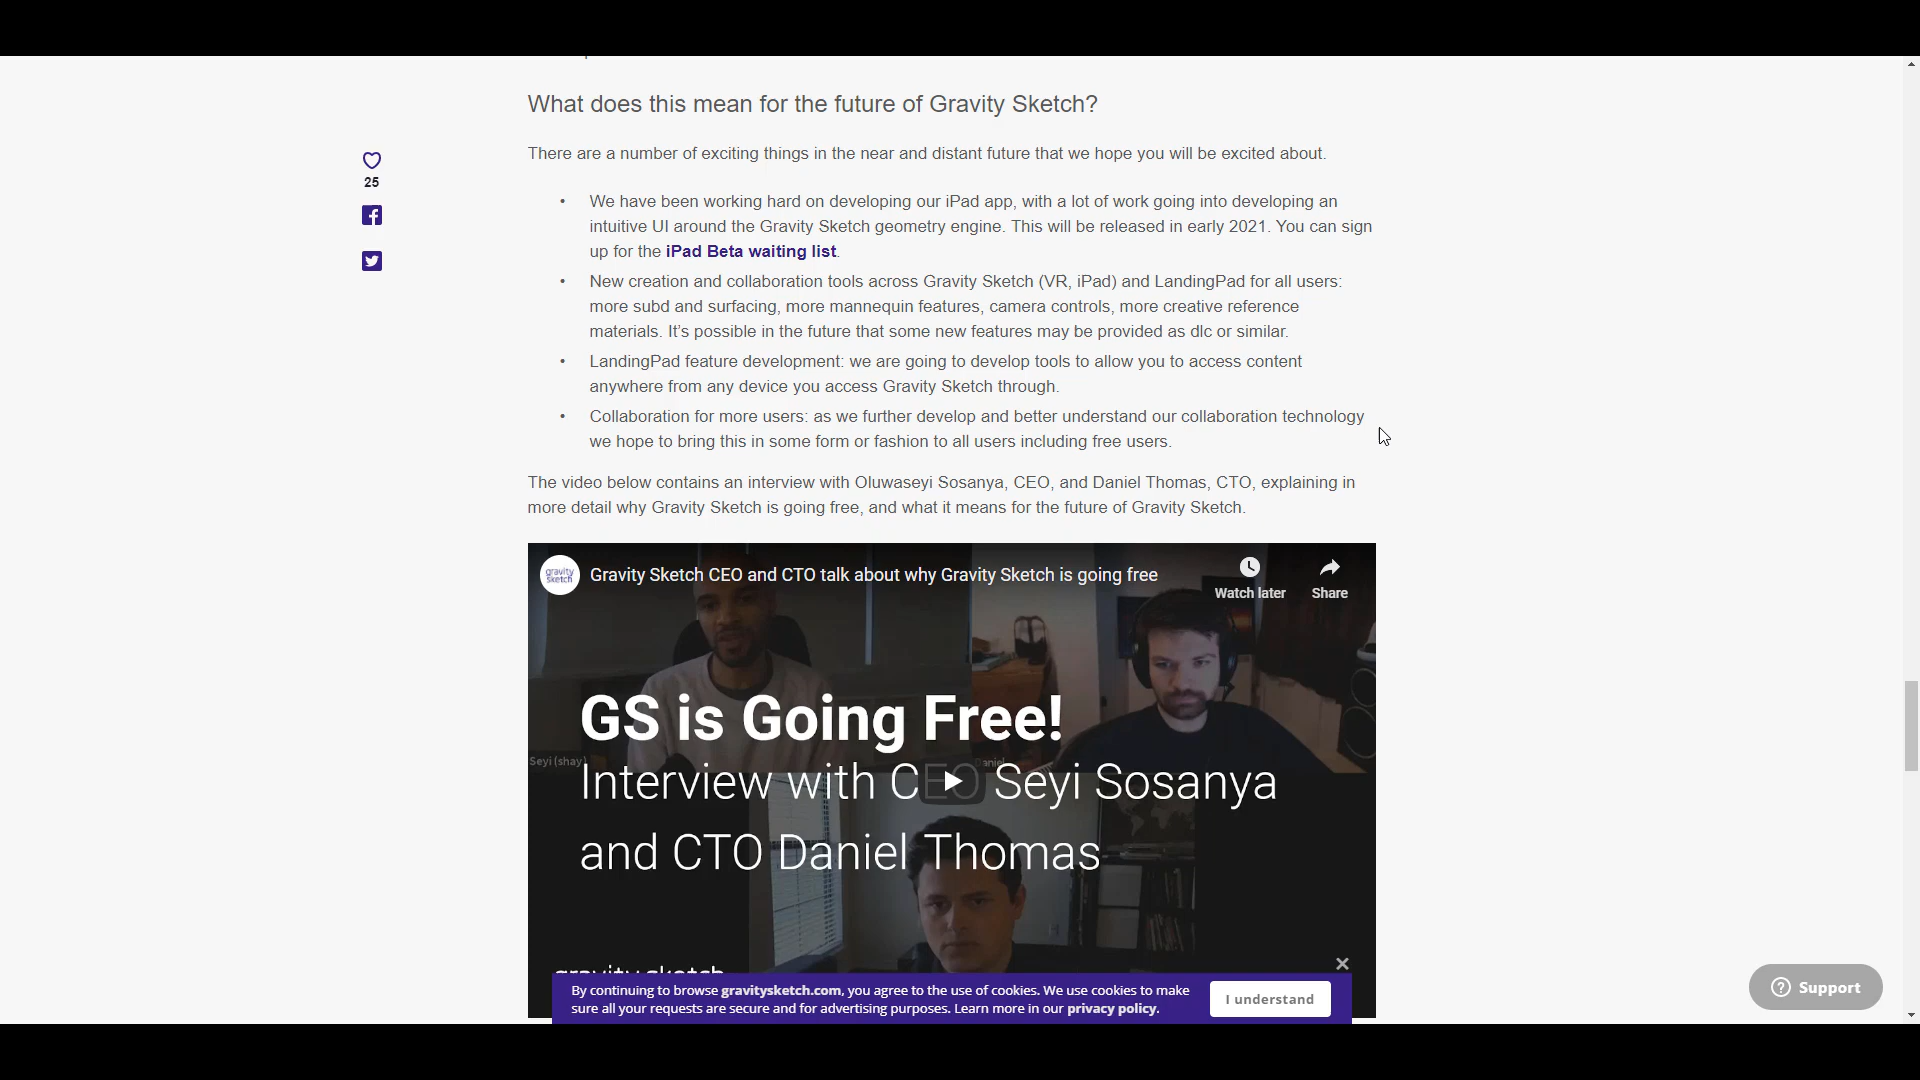 What does this mean for the future of Gravity Sketch?
There are a number of exciting things in the near and distant future that we hope you will be excited about.
25
• We have been working hard on developing our iPad app, with a lot of work going into developing an
intuitive UI around the Gravity Sketch geometry engine. This will be released in early 2021. You can sign
up for the iPad Beta waiting list.
• New creation and collaboration tools across Gravity Sketch (VR, iPad) and LandingPad for all users:
more subd and surfacing, more mannequin features, camera controls, more creative reference
materials. It’s possible in the future that some new features may be provided as dlc or similar.
• LandingPad feature development: we are going to develop tools to allow you to access content
anywhere from any device you access Gravity Sketch through.
• Collaboration for more users: as we further develop and better understand our collaboration technology
we hope to bring this in some form or fashion to all users including free users.
The video below contains an interview with Oluwaseyi Sosanya, CEO, and Daniel Thomas, CTO, explaining in
more detail why Gravity Sketch is going free, and what it means for the future of Gravity Sketch.
gravity
sketch
Gravity Sketch CEO and CTO talk about why Gravity Sketch is going free
Watch later
Share
GS is Going Free!
Seyi (shay)
Daniel
Interview with CEO Seyi Sosanya
and CTO Daniel Thomas
gravity sketch
By continuing to browse gravitysketch.com, you agree to the use of cookies. We use cookies to make
sure all your requests are secure and for advertising purposes. Learn more in our privacy policy.
I understand
Support